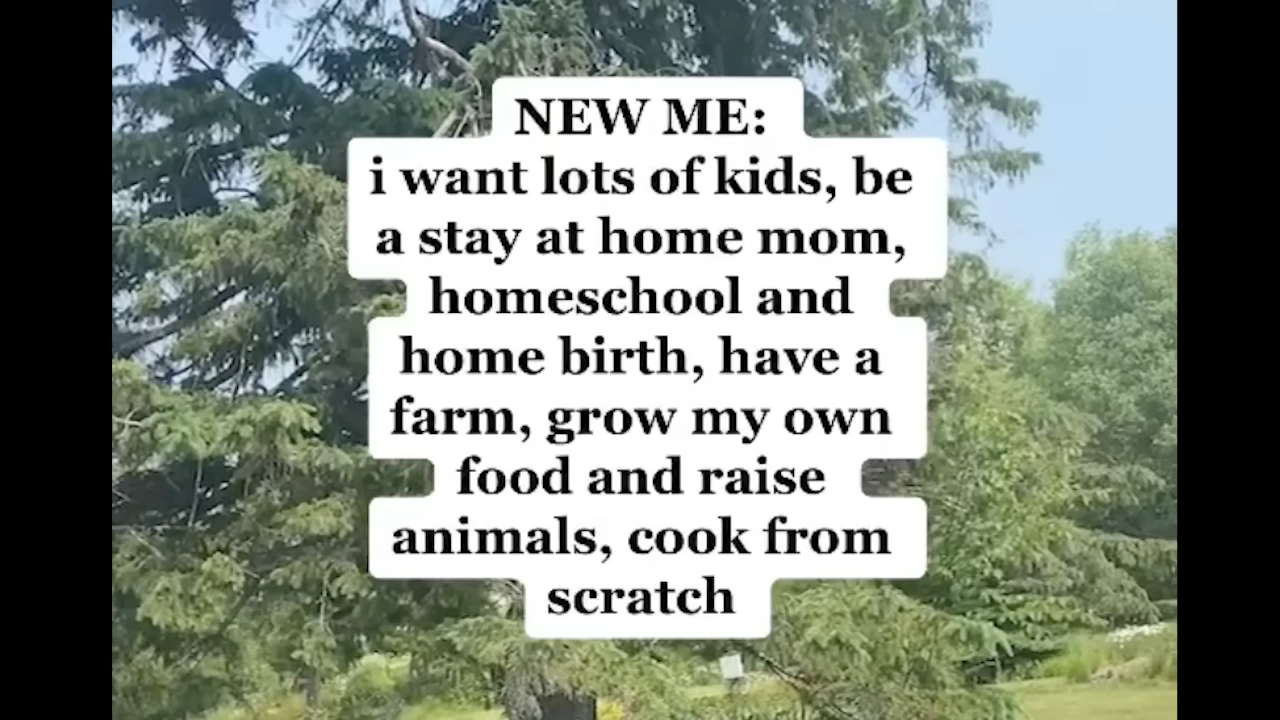 NEW ME:
i want lots of kids, be
a stay at home mom,
homeschool and
home birth, have a
farm, grow my own
food and raise
animals, cook from
scratch